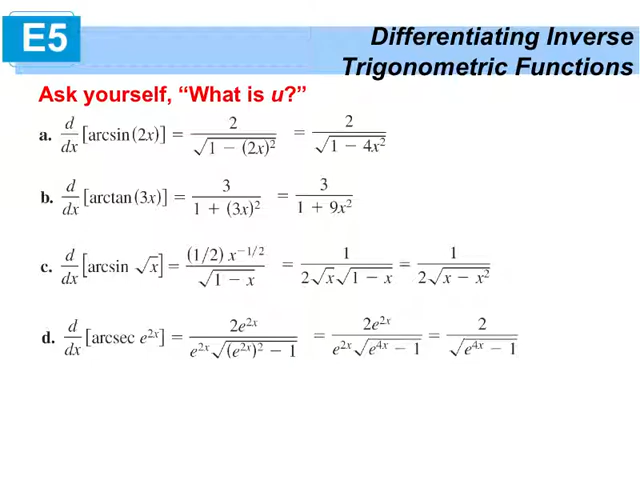 E5
Differentiating Inverse
Trigonometric Functions
Ask yourself, “What is u?”
a. d/dx [arcsin (2x)] = 2/√(1 − (2x)²) = 2/√(1 − 4x²)
b. d/dx [arctan (3x)] = 3/(1 + (3x)²) = 3/(1 + 9x²)
c. d/dx [arcsin √x] = (1/2) x^(−1/2)/√(1 − x) = 1/(2√x√(1 − x)) = 1/(2√(x − x²))
d. d/dx [arcsec e^(2x)] = 2e^(2x)/(e^(2x)√((e^(2x))² − 1)) = 2e^(2x)/(e^(2x)√(e^(4x) − 1)) = 2/√(e^(4x) − 1)